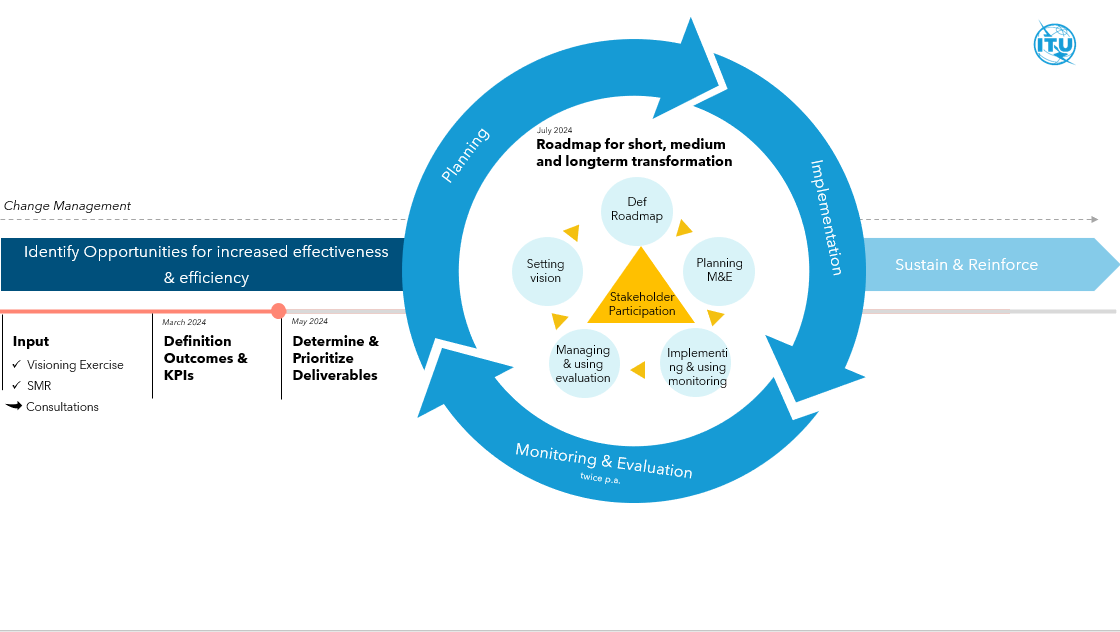 ITU
Planning
Implementation
July 2024
Roadmap for short, medium
and longterm transformation
Change Management
Identify Opportunities for increased effectiveness
& efficiency
Def
Roadmap
Setting
vision
Planning
M&E
Stakeholder
Participation
Managing
& using
evaluation
Implementi
ng & using
monitoring
Sustain & Reinforce
Input
✓ Visioning Exercise
✓ SMR
Consultations
March 2024
Definition
Outcomes &
KPIs
May 2024
Determine &
Prioritize
Deliverables
Monitoring & Evaluation
twice p.a.